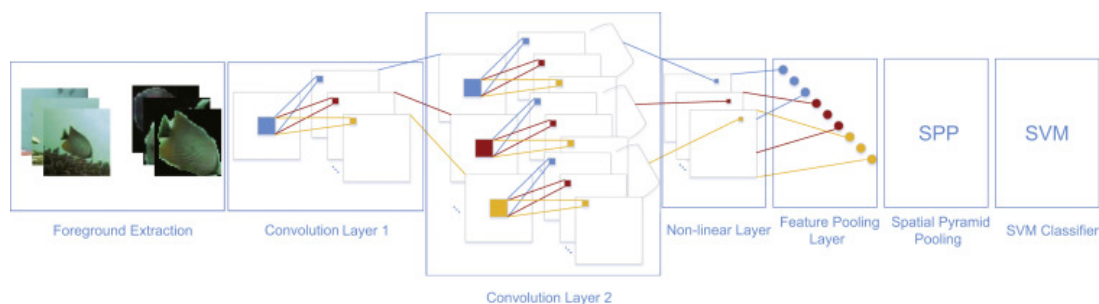 SPP
SVM
Foreground Extraction
Convolution Layer 1
Non-linear Layer
Feature Pooling
Layer
Spatial Pyramid
Pooling
SVM Classifier
Convolution Layer 2